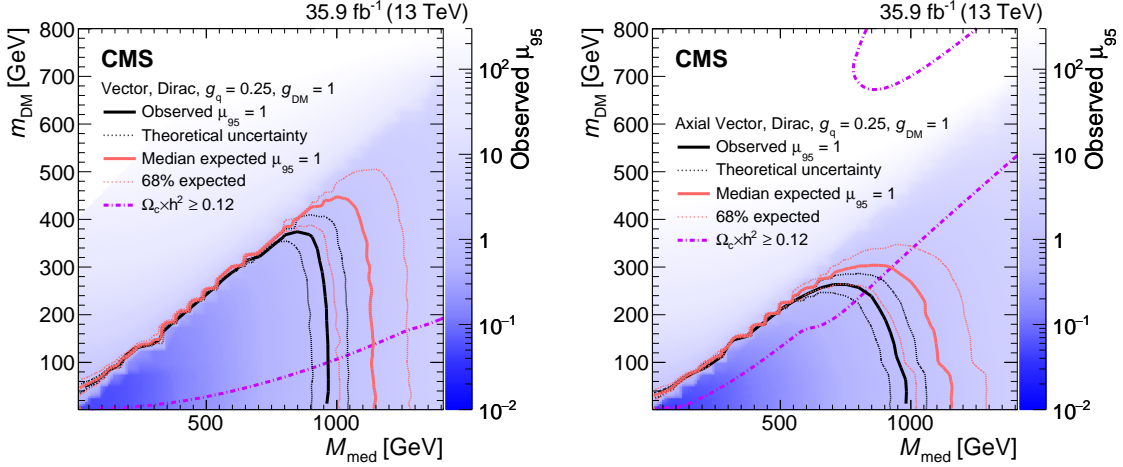 35.9 fb⁻¹ (13 TeV)
CMS
Vector, Dirac, g_q = 0.25, g_DM = 1
Observed μ_95 = 1
Theoretical uncertainty
Median expected μ_95 = 1
68% expected
Ω_c×h² ≥ 0.12
m_DM [GeV]
800
700
600
500
400
300
200
100
500
1000
M_med [GeV]
Observed μ_95
10²
10
1
10⁻¹
10⁻²
35.9 fb⁻¹ (13 TeV)
CMS
Axial Vector, Dirac, g_q = 0.25, g_DM = 1
Observed μ_95 = 1
Theoretical uncertainty
Median expected μ_95 = 1
68% expected
Ω_c×h² ≥ 0.12
m_DM [GeV]
800
700
600
500
400
300
200
100
500
1000
M_med [GeV]
Observed μ_95
10²
10
1
10⁻¹
10⁻²